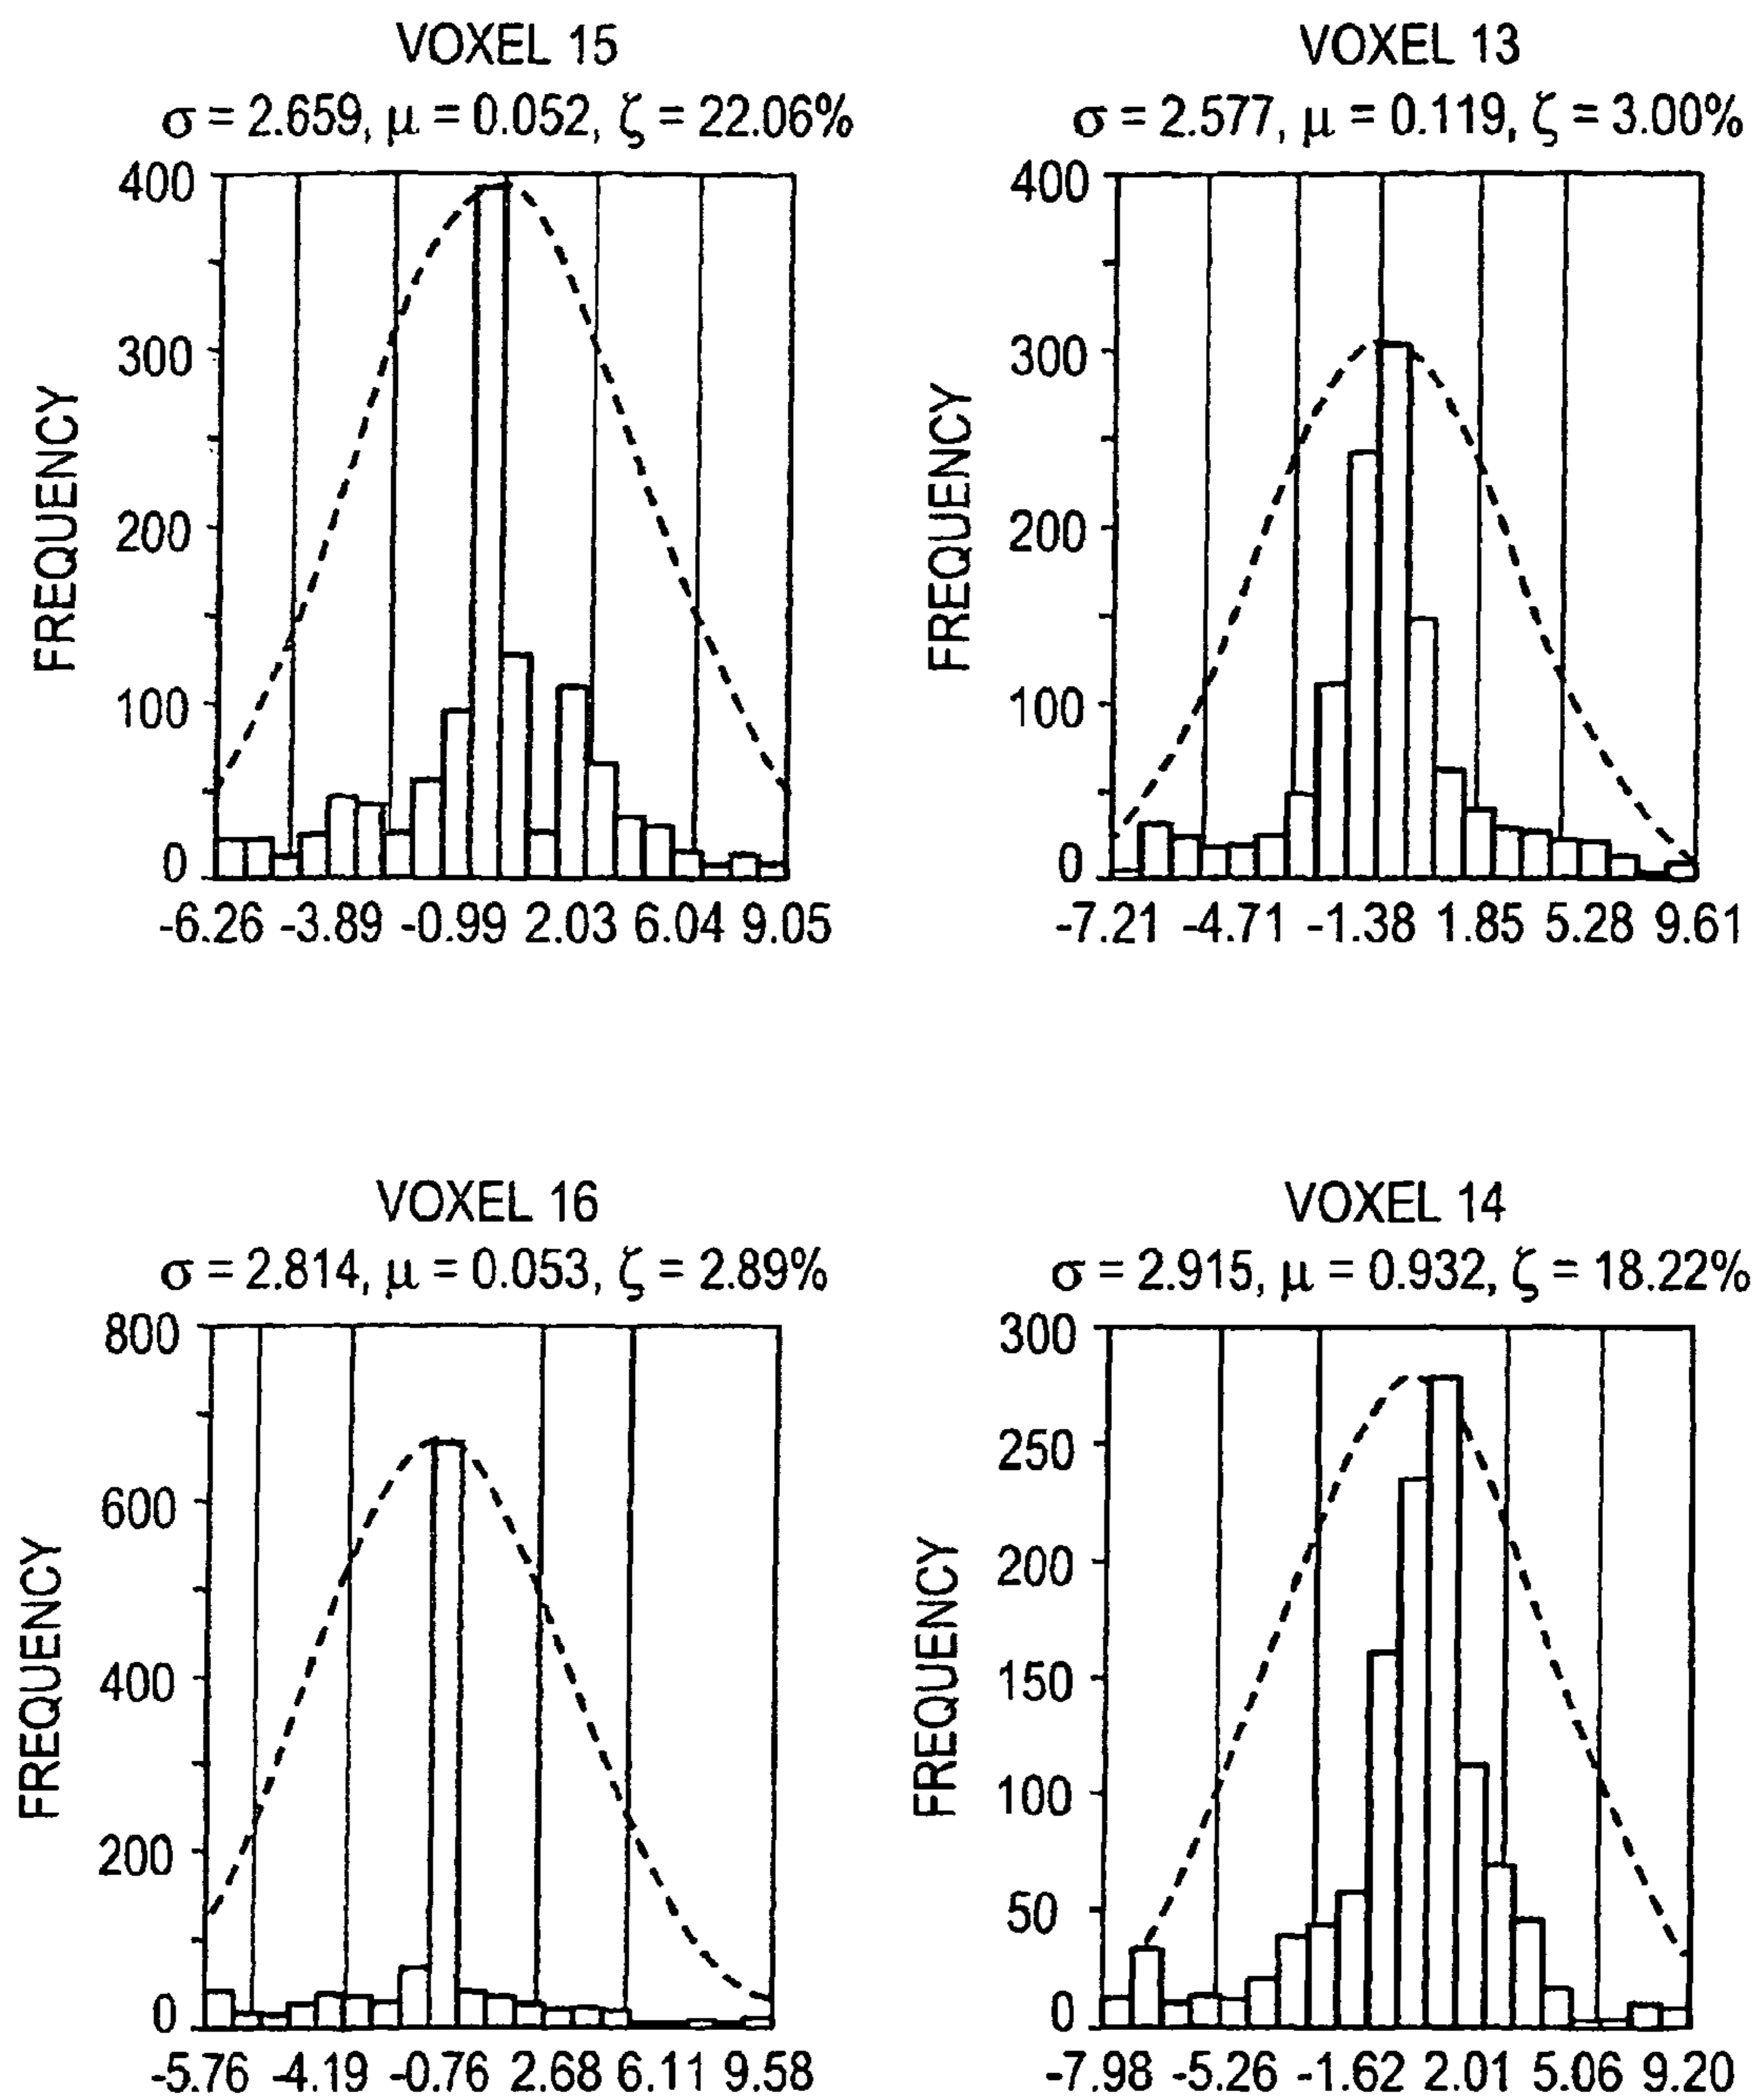 VOXEL 15
σ = 2.659, μ = 0.052, ζ = 22.06%
400
300
200
100
0
FREQUENCY
-6.26 -3.89 -0.99 2.03 6.04 9.05
VOXEL 13
σ = 2.577, μ = 0.119, ζ = 3.00%
400
300
200
100
0
FREQUENCY
-7.21 -4.71 -1.38 1.85 5.28 9.61
VOXEL 16
σ = 2.814, μ = 0.053, ζ = 2.89%
800
600
400
200
0
FREQUENCY
-5.76 -4.19 -0.76 2.68 6.11 9.58
VOXEL 14
σ = 2.915, μ = 0.932, ζ = 18.22%
300
250
200
150
100
50
0
FREQUENCY
-7.98 -5.26 -1.62 2.01 5.06 9.20